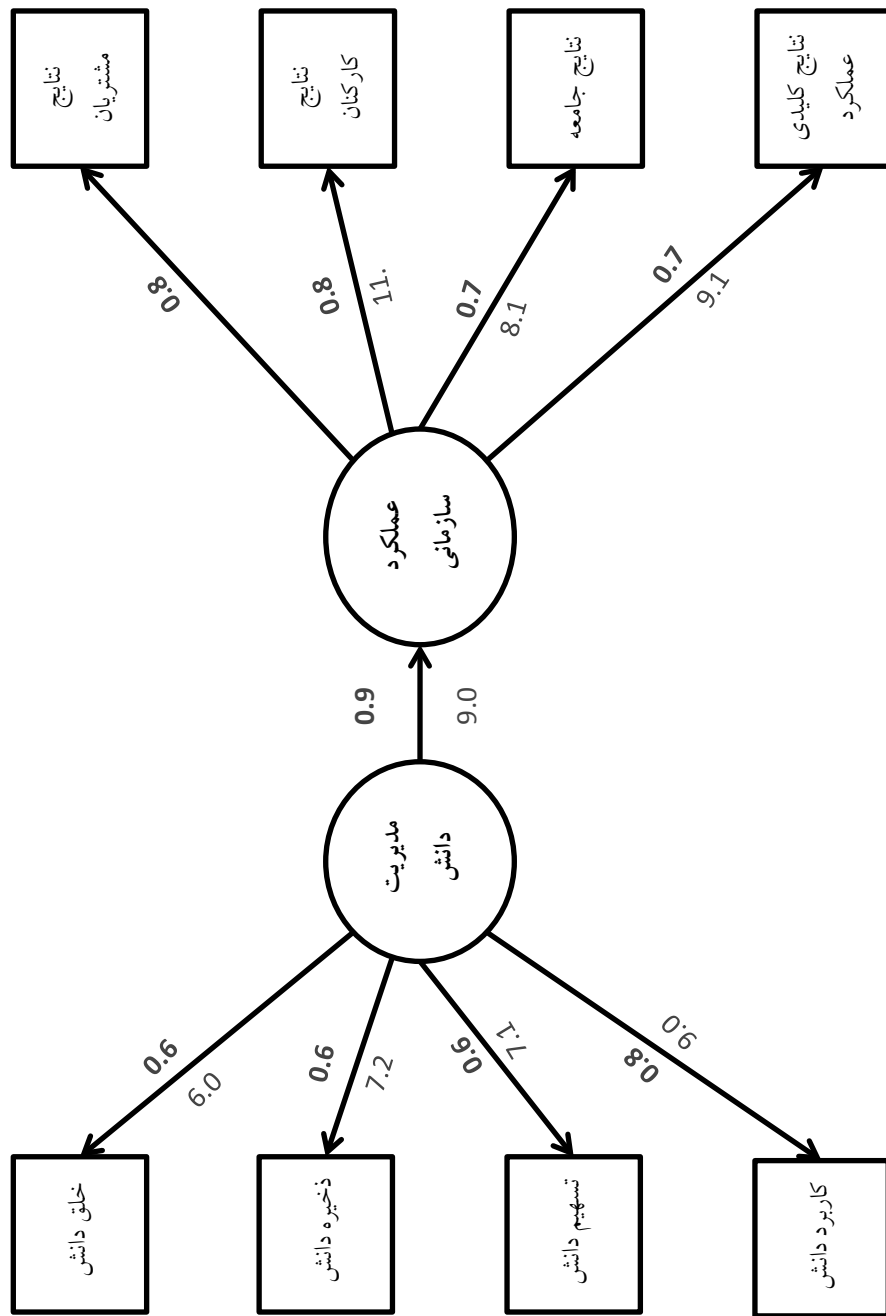 نتایج
مشتریان
نتایج
کارکنان
نتایج جامعه
نتایج کلیدی
عملکرد
0.8
0.8
11.
0.7
8.1
0.7
9.1
عملکرد
سازمانی
0.9
9.0
مدیریت
دانش
0.6
6.0
0.6
7.2
0.6
7.1
0.8
9.0
خلق دانش
ذخیره دانش
تسهیم دانش
کاربرد دانش